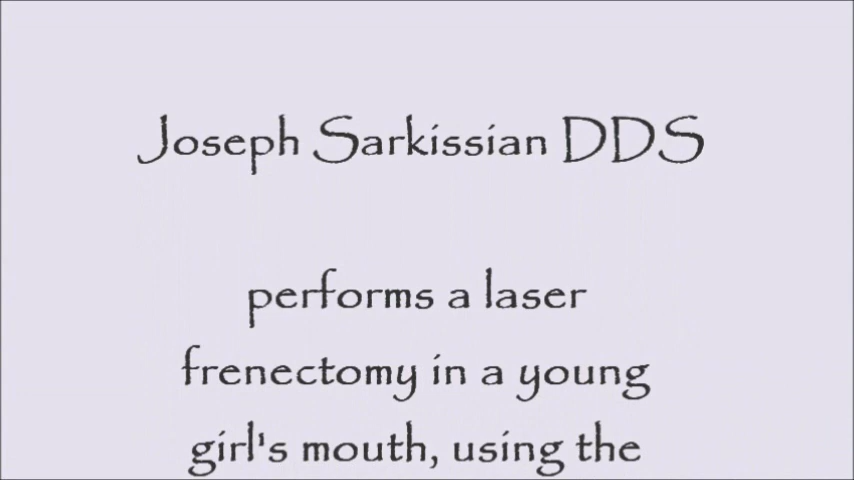 Joseph Sarkissian DDS
performs a laser
frenectomy in a young
girl's mouth, using the